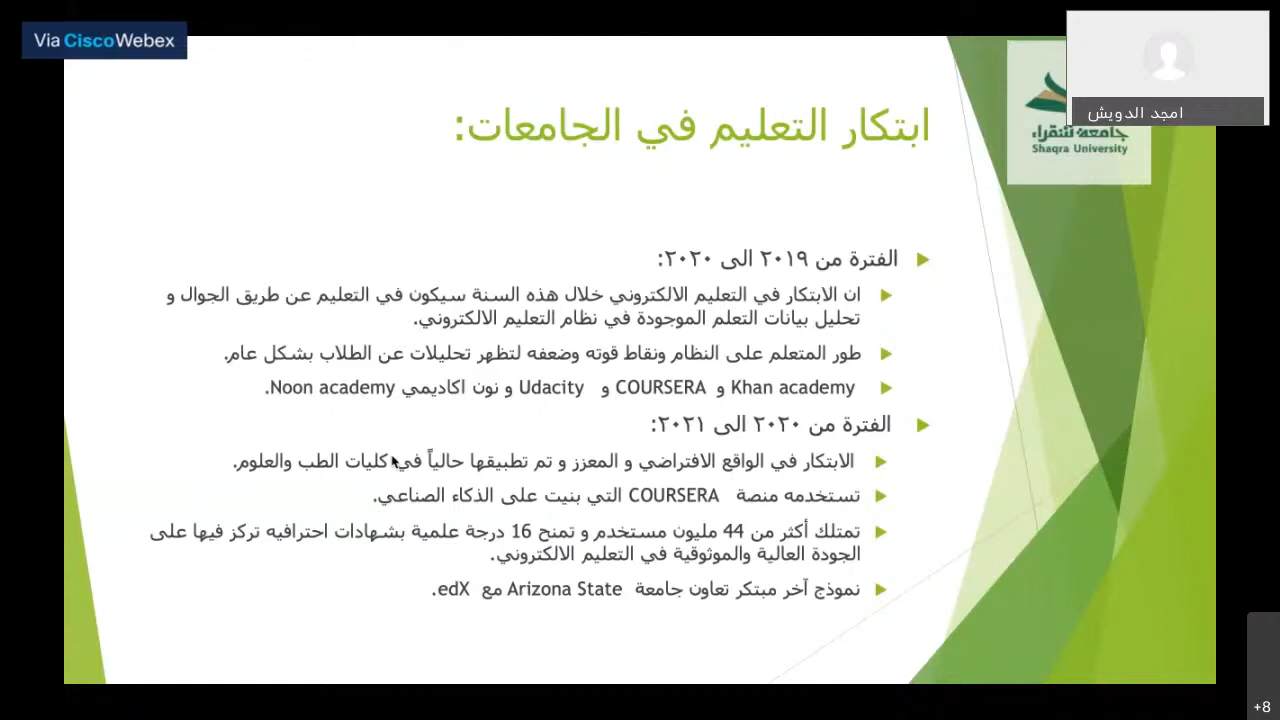 Via Cisco Webex
امجد الدويش
جامعة شقراء
Shaqra University
ابتكار التعليم في الجامعات:
الفترة من ٢٠١٩ الى ٢٠٢٠:
ان الابتكار في التعليم الالكتروني خلال هذه السنة سيكون في التعليم عن طريق الجوال و
تحليل بيانات التعلم الموجودة في نظام التعليم الالكتروني.
طور المتعلم على النظام ونقاط قوته وضعفه لتظهر تحليلات عن الطلاب بشكل عام.
Khan academy و COURSERA و Udacity و نون اكاديمي Noon academy.
الفترة من ٢٠٢٠ الى ٢٠٢١:
الابتكار في الواقع الافتراضي و المعزز و تم تطبيقها حالياً في كليات الطب والعلوم.
تستخدمه منصة COURSERA التي بنيت على الذكاء الصناعي.
تمتلك أكثر من 44 مليون مستخدم و تمنح 16 درجة علمية بشهادات احترافيه تركز فيها على
الجودة العالية والموثوقية في التعليم الالكتروني.
نموذج آخر مبتكر تعاون جامعة Arizona State مع edX.
+8